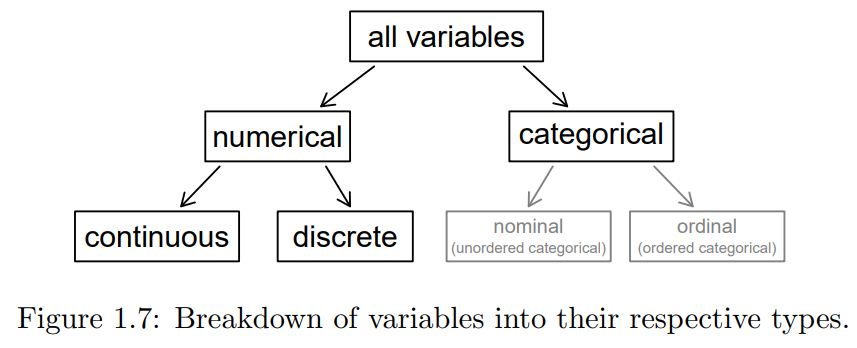 all variables
numerical
categorical
continuous
discrete
nominal
(unordered categorical)
ordinal
(ordered categorical)
Figure 1.7: Breakdown of variables into their respective types.